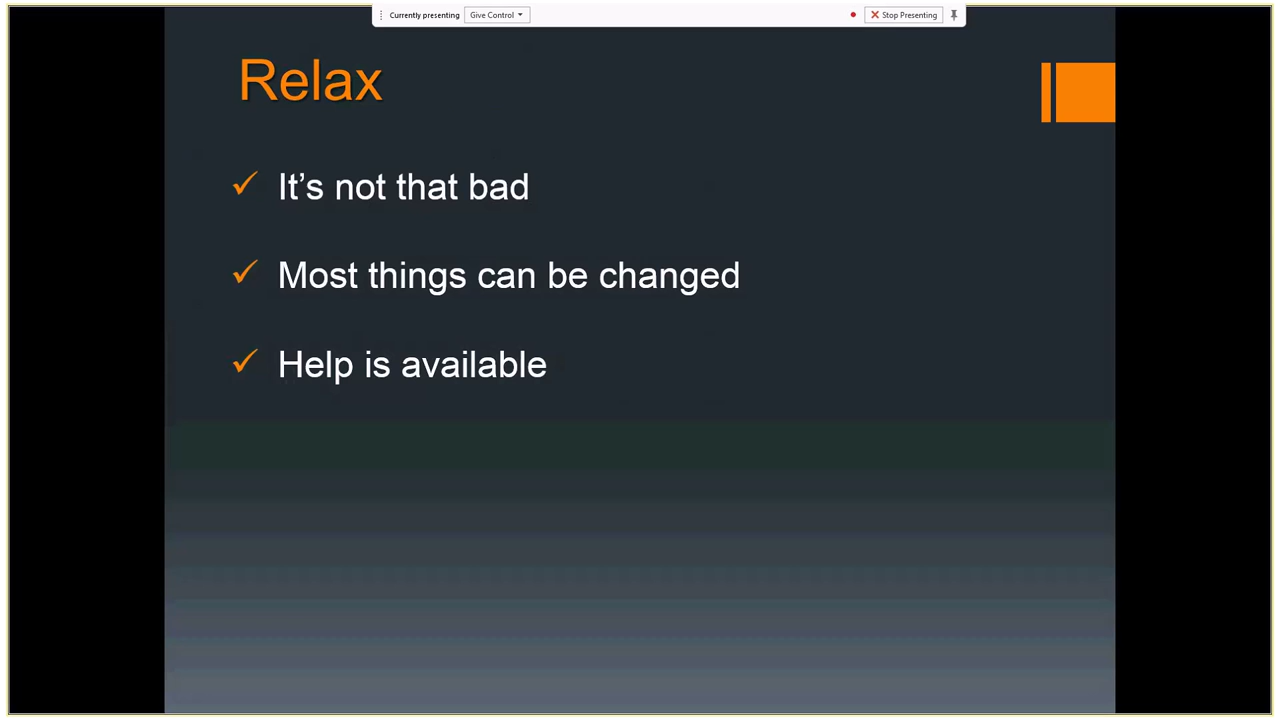 Currently presenting Give Control Stop Presenting
Relax
It's not that bad
Most things can be changed
Help is available